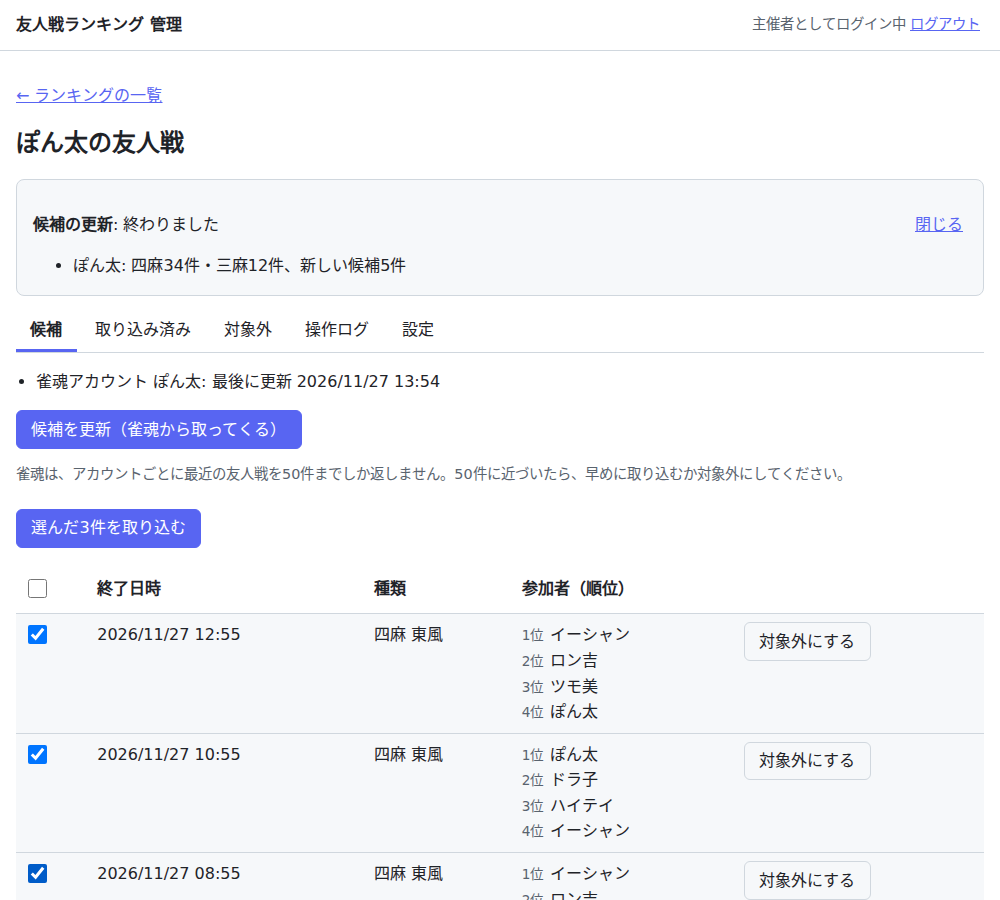 友人戦ランキング 管理
主催者としてログイン中 ログアウト
← ランキングの一覧
ぽん太の友人戦
候補の更新: 終わりました
閉じる
ぽん太: 四麻34件・三麻12件、新しい候補5件
候補 取り込み済み 対象外 操作ログ 設定
雀魂アカウント ぽん太: 最後に更新 2026/11/27 13:54
候補を更新（雀魂から取ってくる）
雀魂は、アカウントごとに最近の友人戦を50件までしか返しません。50件に近づいたら、早めに取り込むか対象外にしてください。
選んだ3件を取り込む
終了日時 種類 参加者（順位）
2026/11/27 12:55 四麻 東風 1位 イーシャン 対象外にする
2位 ロン吉
3位 ツモ美
4位 ぽん太
2026/11/27 10:55 四麻 東風 1位 ぽん太 対象外にする
2位 ドラ子
3位 ハイテイ
4位 イーシャン
2026/11/27 08:55 四麻 東風 1位 イーシャン 対象外にする
2位 ロン吉